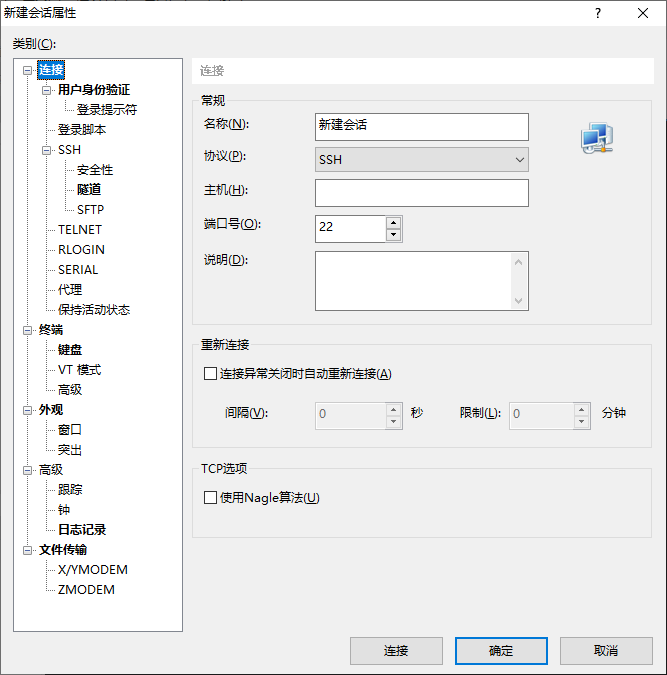 新建会话属性
类别(C):
连接
用户身份验证
登录提示符
登录脚本
SSH
安全性
隧道
SFTP
TELNET
RLOGIN
SERIAL
代理
保持活动状态
终端
键盘
VT 模式
高级
外观
窗口
突出
高级
跟踪
钟
日志记录
文件传输
X/YMODEM
ZMODEM
连接
常规
名称(N): 新建会话
协议(P): SSH
主机(H):
端口号(O): 22
说明(D):
重新连接
连接异常关闭时自动重新连接(A)
间隔(V): 0 秒 限制(L): 0 分钟
TCP选项
使用Nagle算法(U)
连接 确定 取消